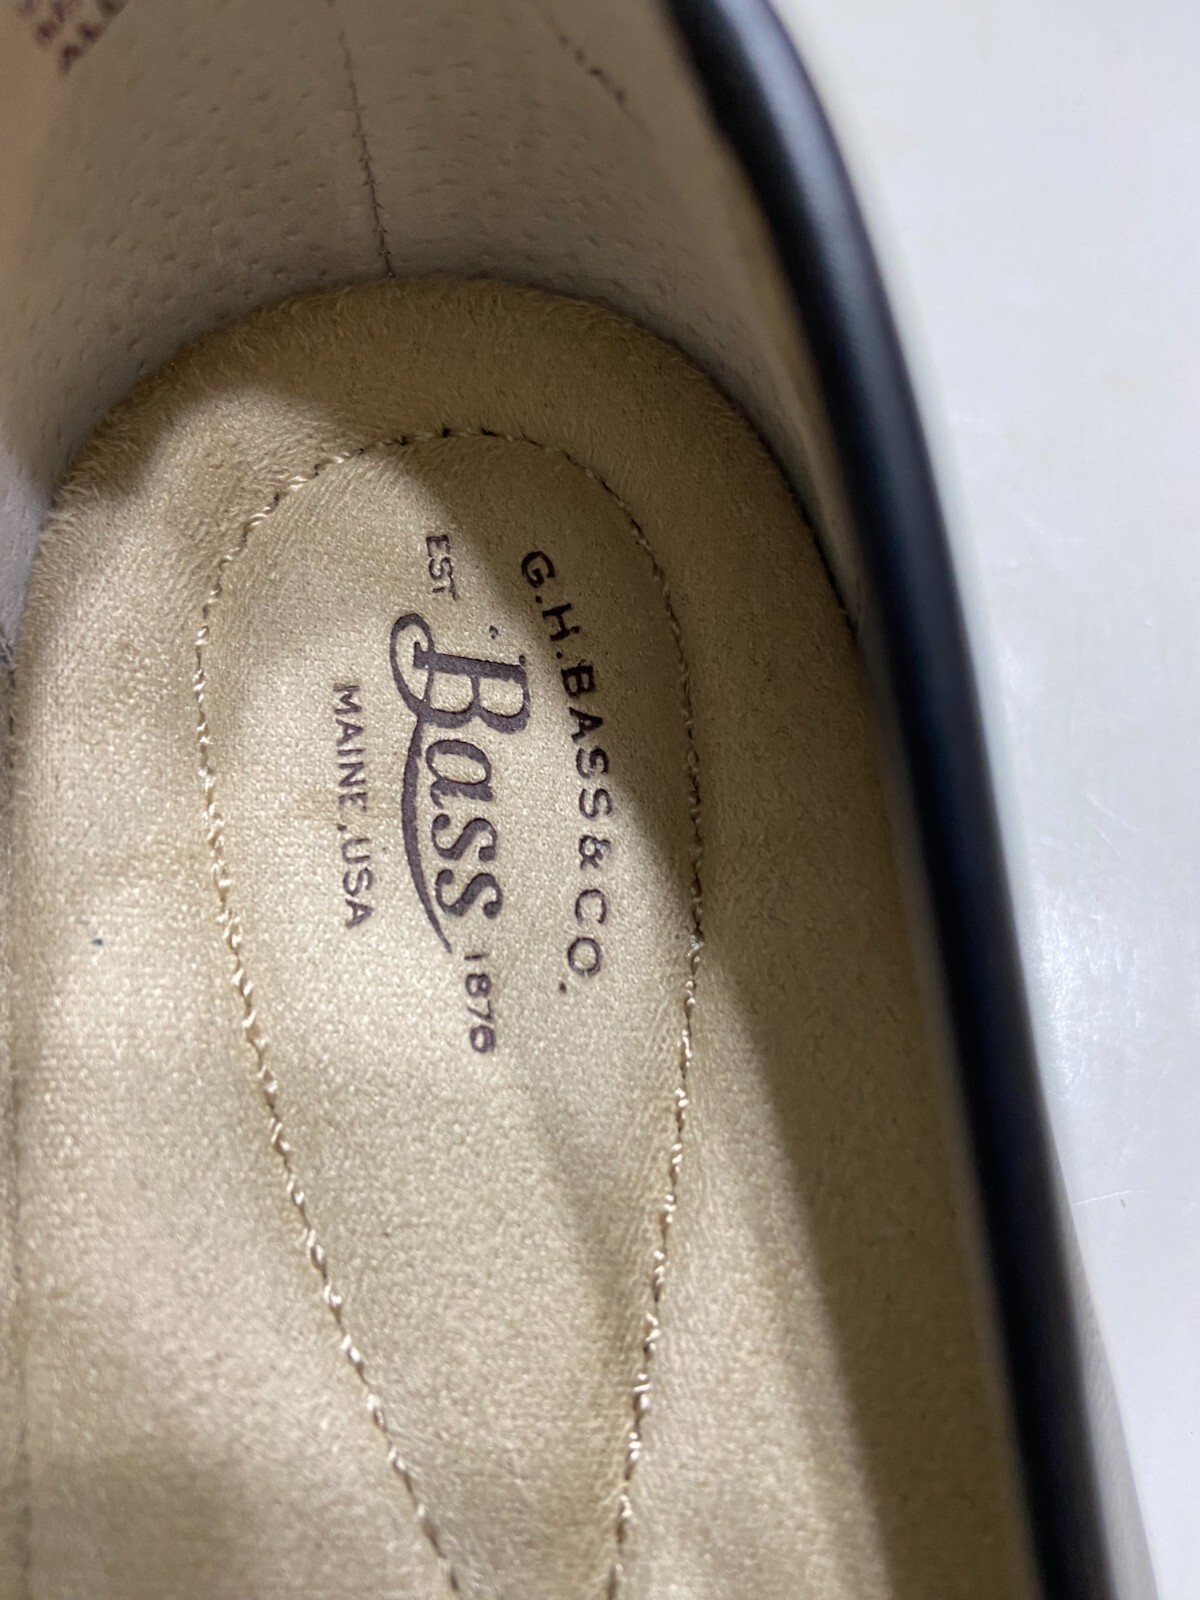 G.H.BASS&CO.
EST Bass 1876
MAINE, USA